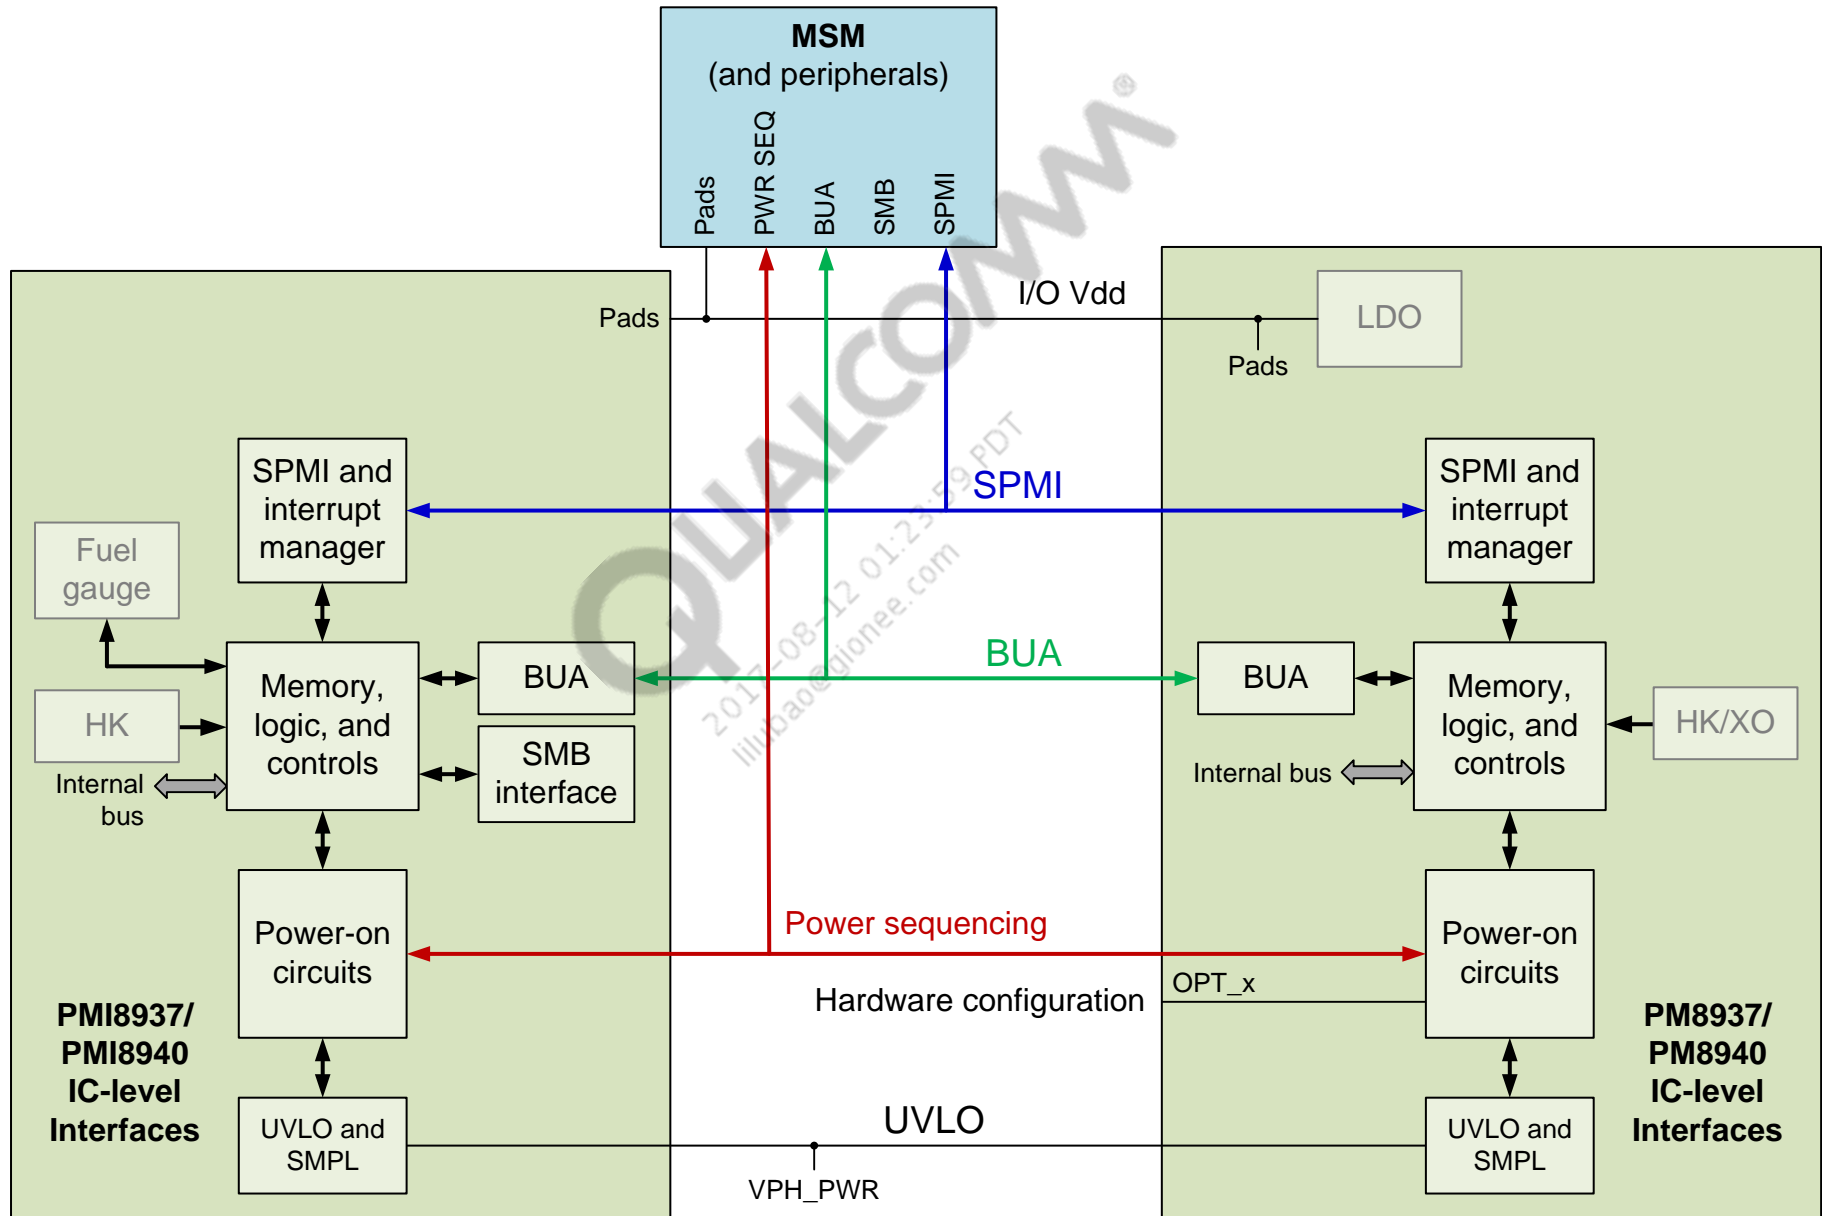 MSM
(and peripherals)
Pads
PWR SEQ
BUA
SMB
SPMI
I/O Vdd
Pads
LDO
Pads
SPMI and
interrupt
manager
SPMI
SPMI and
interrupt
manager
Fuel
gauge
HK
Internal
bus
Memory,
logic, and
controls
BUA
SMB
interface
BUA
BUA
Memory,
logic, and
controls
HK/XO
Internal bus
Power-on
circuits
Power sequencing
Power-on
circuits
Hardware configuration
OPT_x
PMI8937/
PMI8940
IC-level
Interfaces
PM8937/
PM8940
IC-level
Interfaces
UVLO and
SMPL
UVLO
VPH_PWR
UVLO and
SMPL
QUALCOMM®
2017-08-12 01:23:59 PDT
lilubao@gionee.com